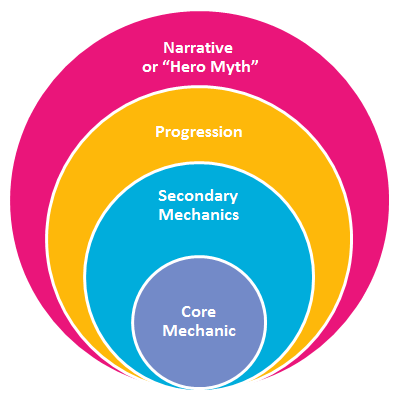 Narrative
or “Hero Myth”
Progression
Secondary
Mechanics
Core
Mechanic